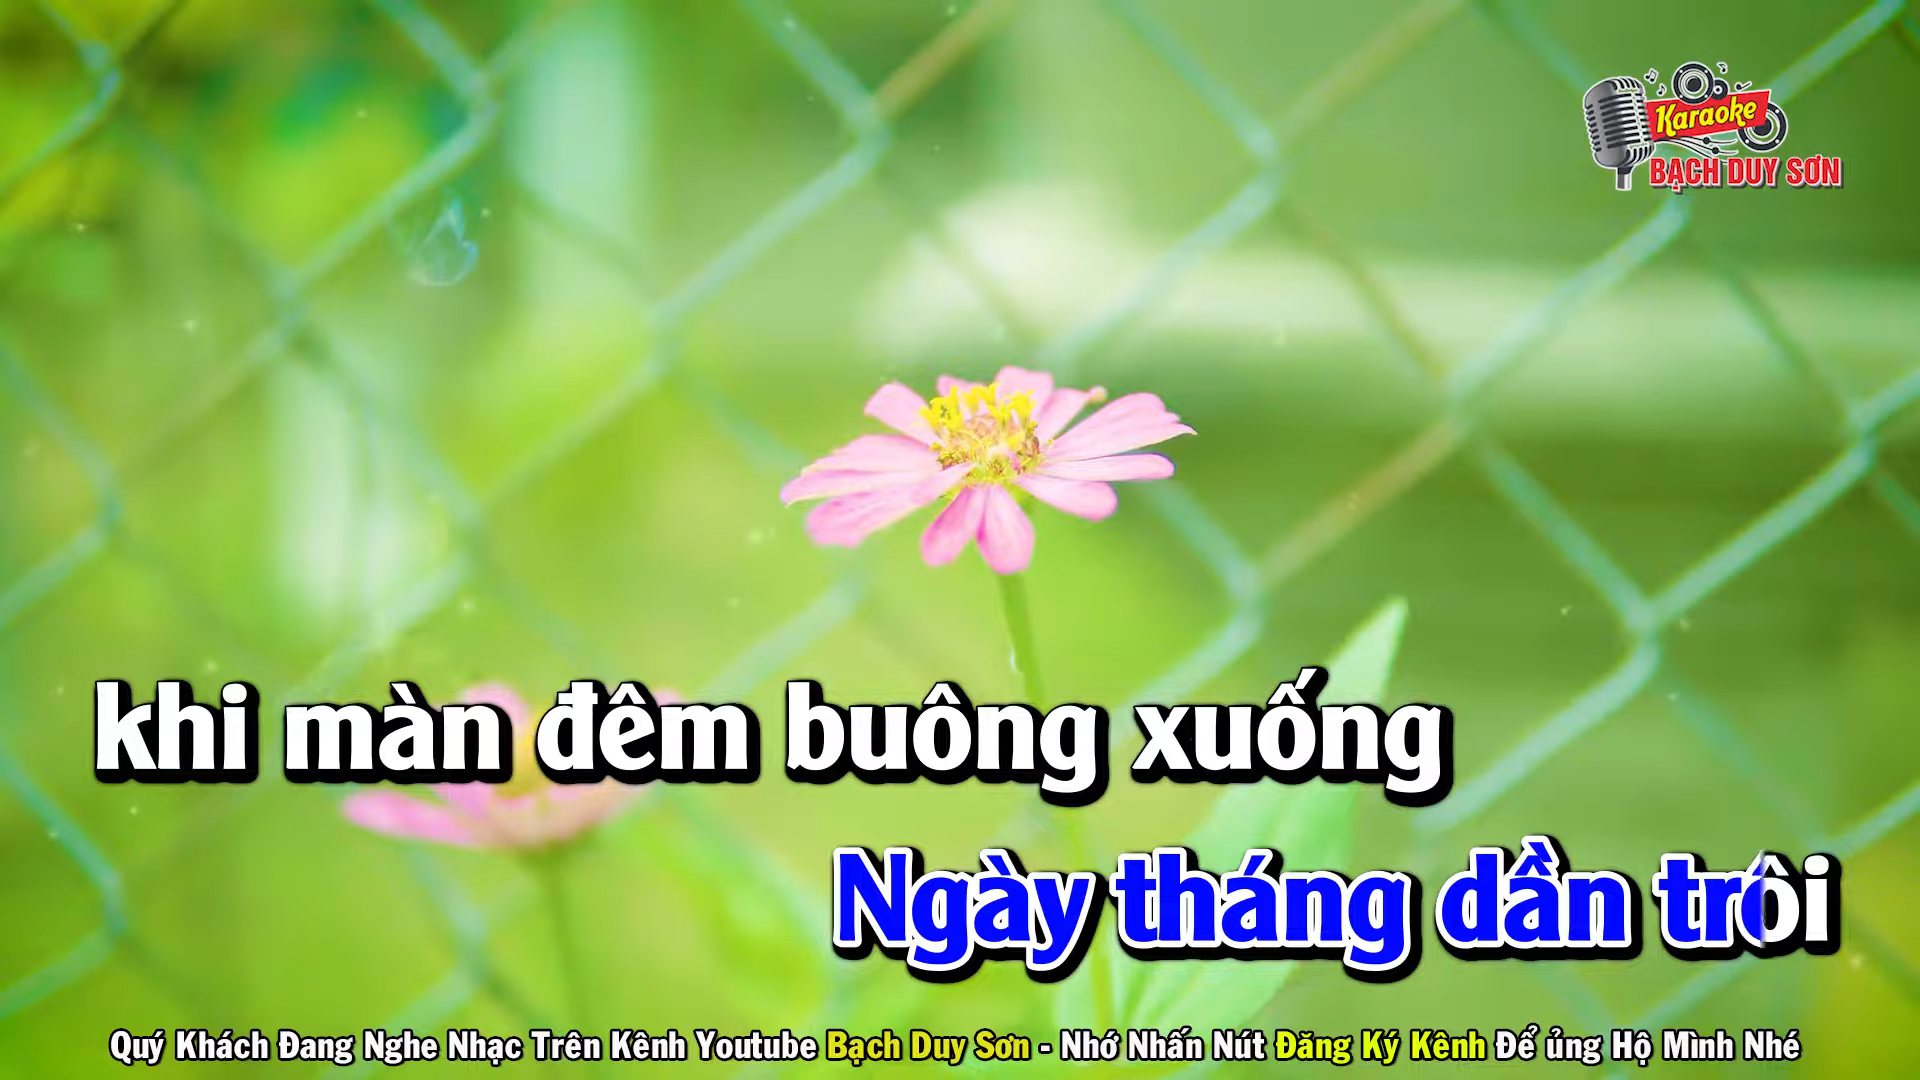 Karaoke
BẠCH DUY SƠN
khi màn đêm buông xuống
Ngày tháng dần trôi
Quý Khách Đang Nghe Nhạc Trên Kênh Youtube Bạch Duy Sơn - Nhớ Nhấn Nút Đăng Ký Kênh Để ủng Hộ Mình Nhé